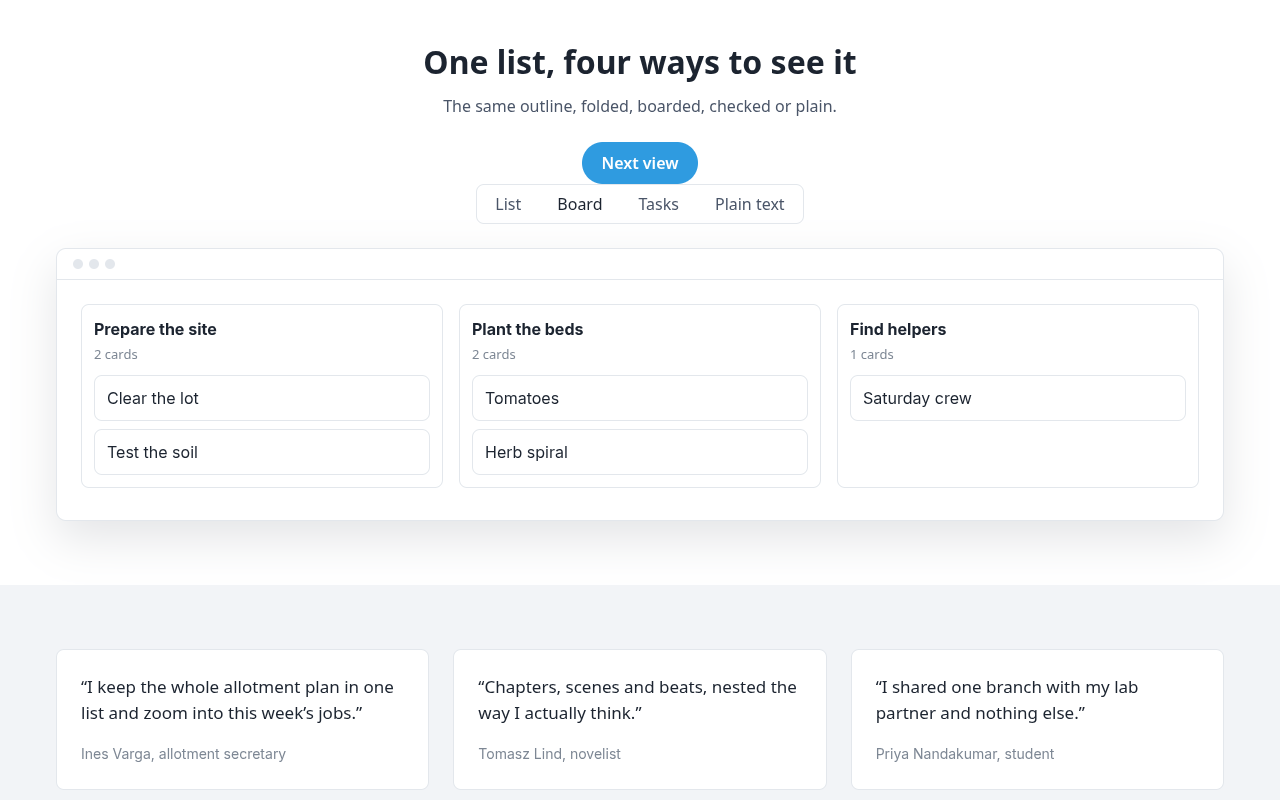 One list, four ways to see it
The same outline, folded, boarded, checked or plain.
Next view
List Board Tasks Plain text
Prepare the site
2 cards
Clear the lot
Test the soil
Plant the beds
2 cards
Tomatoes
Herb spiral
Find helpers
1 cards
Saturday crew
“I keep the whole allotment plan in one
list and zoom into this week’s jobs.”
Ines Varga, allotment secretary
“Chapters, scenes and beats, nested the
way I actually think.”
Tomasz Lind, novelist
“I shared one branch with my lab
partner and nothing else.”
Priya Nandakumar, student